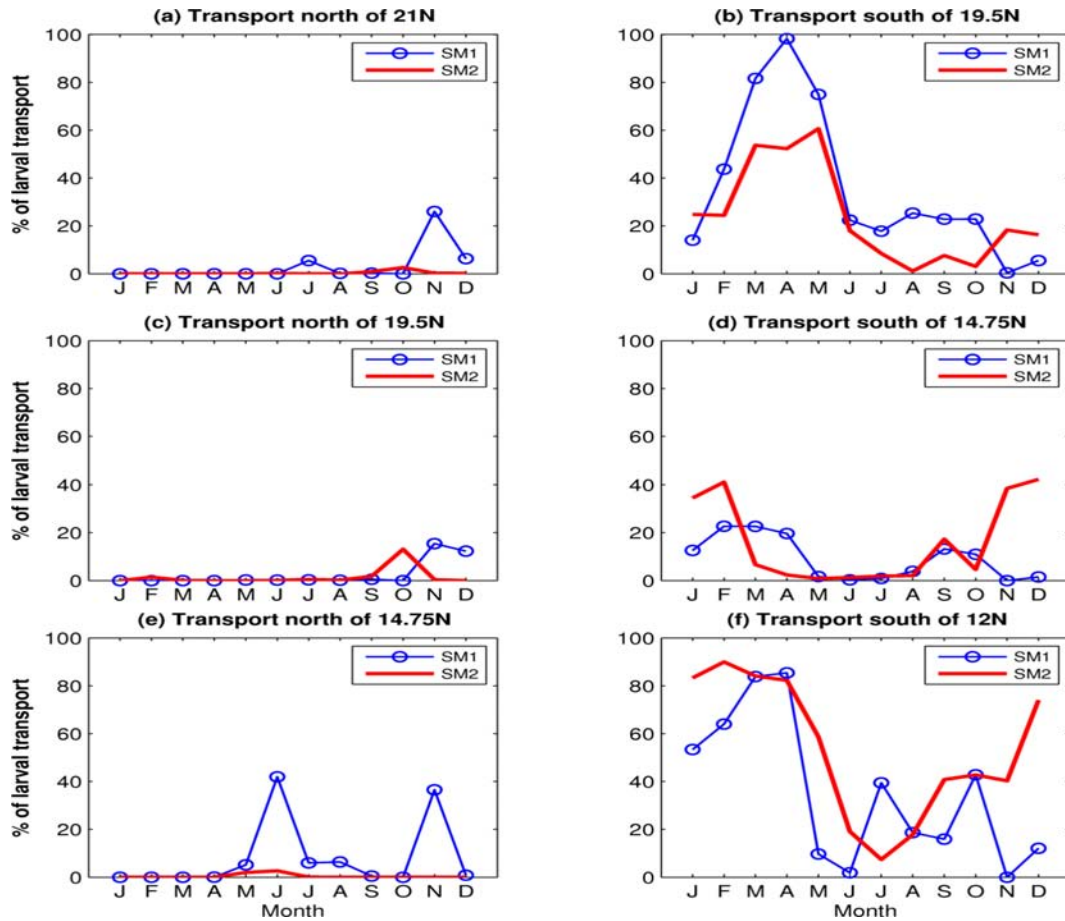 (a) Transport north of 21N
% of larval transport
100
80
60
40
20
0
SM1
SM2
J F M A M J J A S O N D
(b) Transport south of 19.5N
100
80
60
40
20
0
SM1
SM2
J F M A M J J A S O N D
(c) Transport north of 19.5N
% of larval transport
100
80
60
40
20
0
SM1
SM2
J F M A M J J A S O N D
(d) Transport south of 14.75N
100
80
60
40
20
0
SM1
SM2
J F M A M J J A S O N D
(e) Transport north of 14.75N
% of larval transport
100
80
60
40
20
0
SM1
SM2
J F M A M J J A S O N D
Month
(f) Transport south of 12N
100
80
60
40
20
0
SM1
SM2
J F M A M J J A S O N D
Month